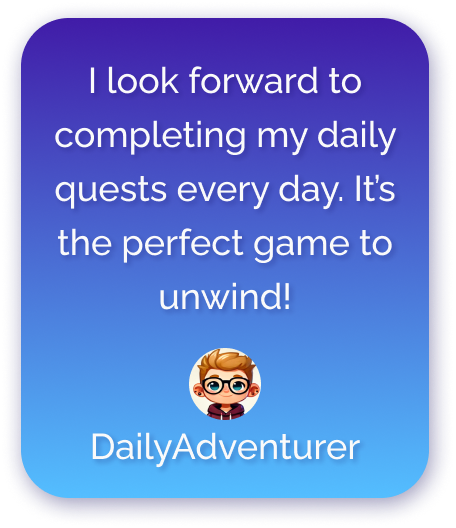 I look forward to
completing my daily
quests every day. It’s
the perfect game to
unwind!
DailyAdventurer